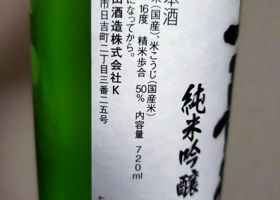 本酒
米(国産)、米こうじ(国産米)
16度 精米歩合 50% 内容量 720ml
になってから。
田酒造株式会社K
市日吉町二丁目三番二五号
純米吟醸